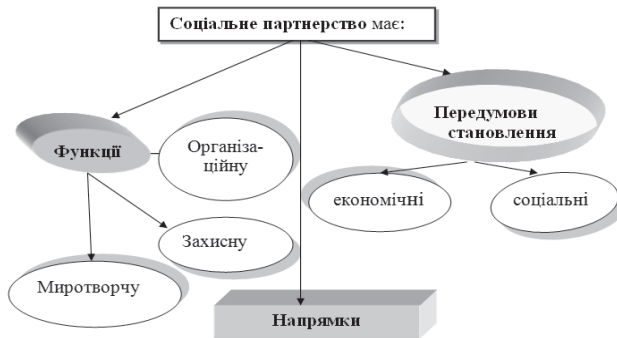 Соціальне партнерство має:
Функції
Організа-
ційну
Захисну
Миротворчу
Передумови
становлення
економічні
соціальні
Напрямки